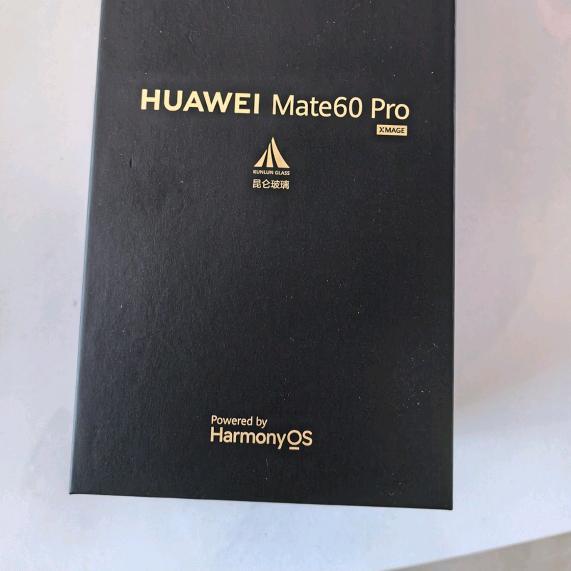 HUAWEI Mate60 Pro
XMAGE
KUNLUN GLASS
昆仑玻璃
Powered by
HarmonyOS